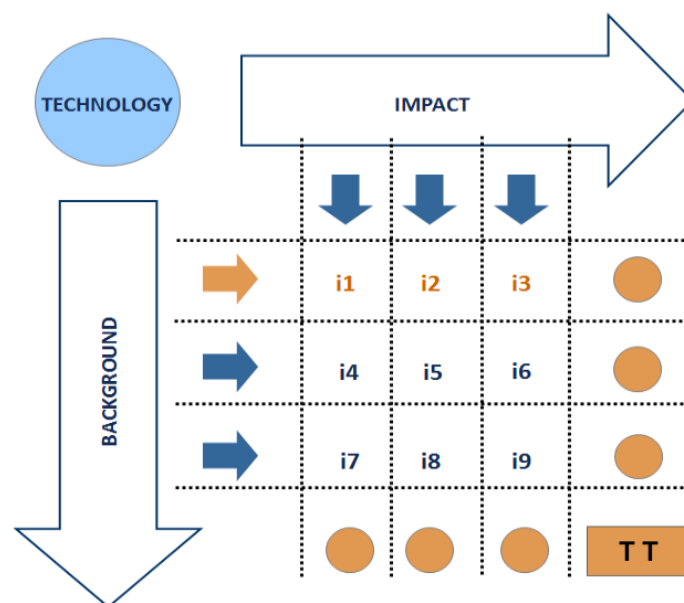 TECHNOLOGY
IMPACT
i1 i2 i3
i4 i5 i6
BACKGROUND
i7 i8 i9
T T